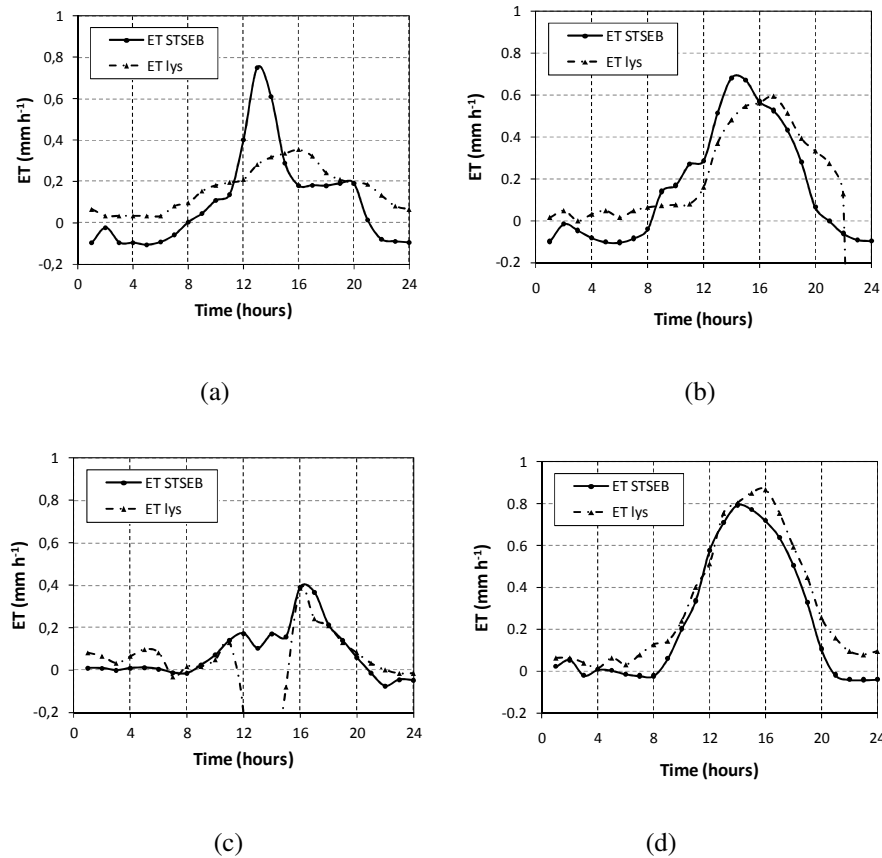 ET STSEB
ET lys
1
0,8
0,6
0,4
0,2
0
-0,2
ET (mm h-1)
0 4 8 12 16 20 24
Time (hours)
(a)
ET STSEB
ET lys
1
0.8
0.6
0.4
0.2
0
-0.2
ET (mm h-1)
0 4 8 12 16 20 24
Time (hours)
(b)
ET STSEB
ET lys
1
0,8
0,6
0,4
0,2
0
-0,2
ET (mm h-1)
0 4 8 12 16 20 24
Time (hours)
(c)
ET STSEB
ET lys
1
0.8
0.6
0.4
0.2
0
-0.2
ET (mm h-1)
0 4 8 12 16 20 24
Time (hours)
(d)